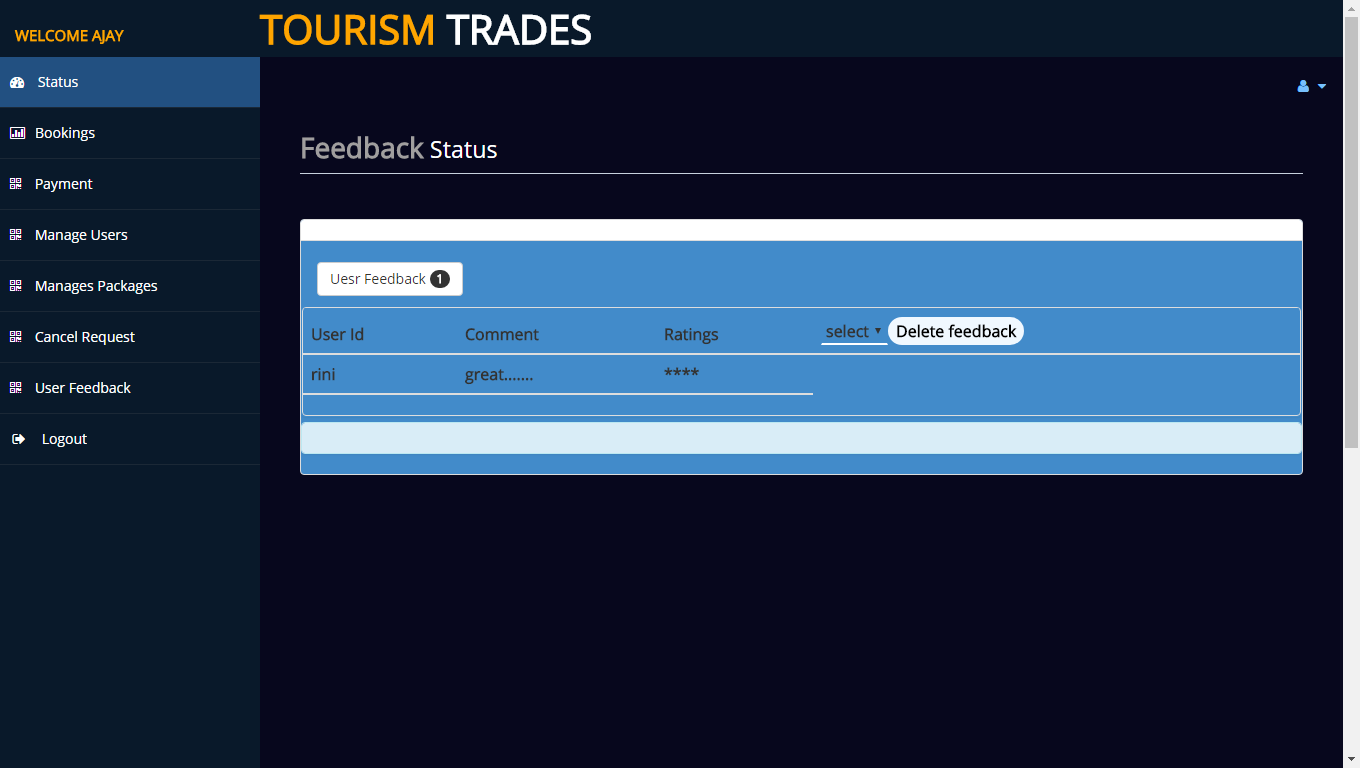 WELCOME AJAY
TOURISM TRADES
Status
Bookings
Payment
Manage Users
Manages Packages
Cancel Request
User Feedback
Logout
Feedback Status
Uesr Feedback 1
User Id Comment Ratings select Delete feedback
rini great....... ****